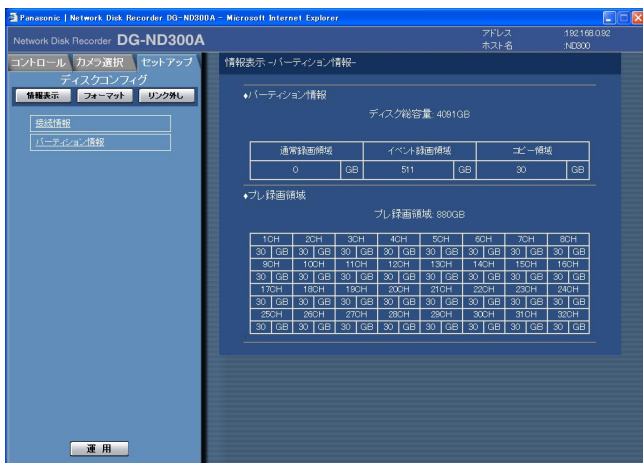 Panasonic | Network Disk Recorder DG-ND300A - Microsoft Internet Explorer
Network Disk Recorder DG-ND300A
アドレス :192.168.0.92
ホスト名 :ND300
コントロール カメラ選択 セットアップ
ディスクコンフィグ
情報表示 フォーマット リンク外し
接続情報
パーティション情報
運用
情報表示 -パーティション情報-
♦パーティション情報
ディスク総容量: 4091GB
通常録画領域 イベント録画領域 コピー領域
0 GB 511 GB 30 GB
♦プレ録画領域
プレ録画領域: 880GB
1CH 2CH 3CH 4CH 5CH 6CH 7CH 8CH
30 GB 30 GB 30 GB 30 GB 30 GB 30 GB 30 GB 30 GB
9CH 10CH 11CH 12CH 13CH 14CH 15CH 16CH
30 GB 30 GB 30 GB 30 GB 30 GB 30 GB 30 GB 30 GB
17CH 18CH 19CH 20CH 21CH 22CH 23CH 24CH
30 GB 30 GB 30 GB 30 GB 30 GB 30 GB 30 GB 30 GB
25CH 26CH 27CH 28CH 29CH 30CH 31CH 32CH
30 GB 30 GB 30 GB 30 GB 30 GB 30 GB 30 GB 30 GB